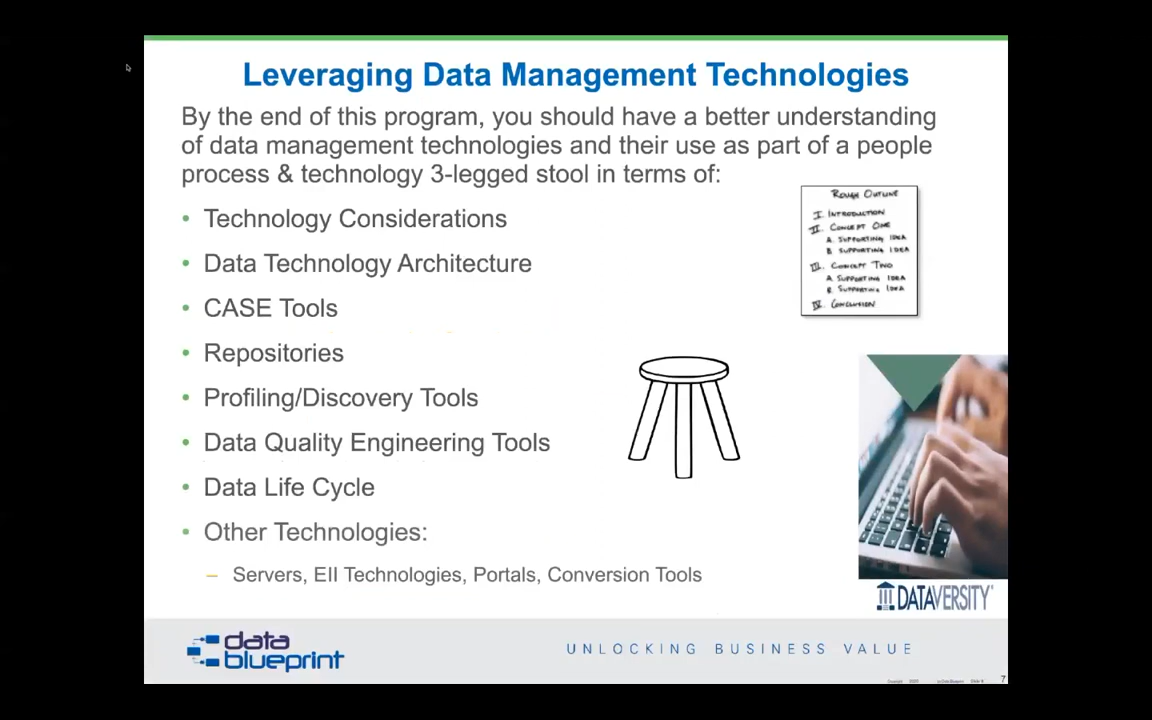 Leveraging Data Management Technologies
By the end of this program, you should have a better understanding
of data management technologies and their use as part of a people
process & technology 3-legged stool in terms of:
• Technology Considerations
• Data Technology Architecture
• CASE Tools
• Repositories
• Profiling/Discovery Tools
• Data Quality Engineering Tools
• Data Life Cycle
• Other Technologies:
– Servers, EII Technologies, Portals, Conversion Tools
ROUGH OUTLINE
I. INTRODUCTION
II. CONCEPT ONE
A. SUPPORTING IDEA
B. SUPPORTING IDEA
III. CONCEPT TWO
A. SUPPORTING IDEA
B. SUPPORTING IDEA
IV. CONCLUSION
DATAVERSITY
data
blueprint
UNLOCKING BUSINESS VALUE
7